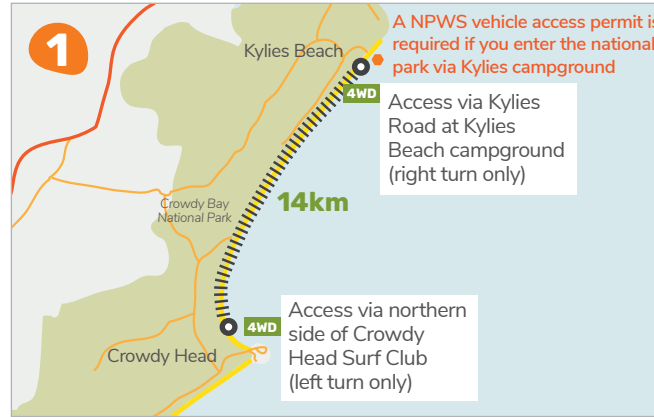 1
A NPWS vehicle access permit is
required if you enter the national
park via Kylies campground
Kylies Beach
4WD
Access via Kylies
Road at Kylies
Beach campground
(right turn only)
Crowdy Bay
National Park
14km
4WD
Access via northern
side of Crowdy
Head Surf Club
(left turn only)
Crowdy Head